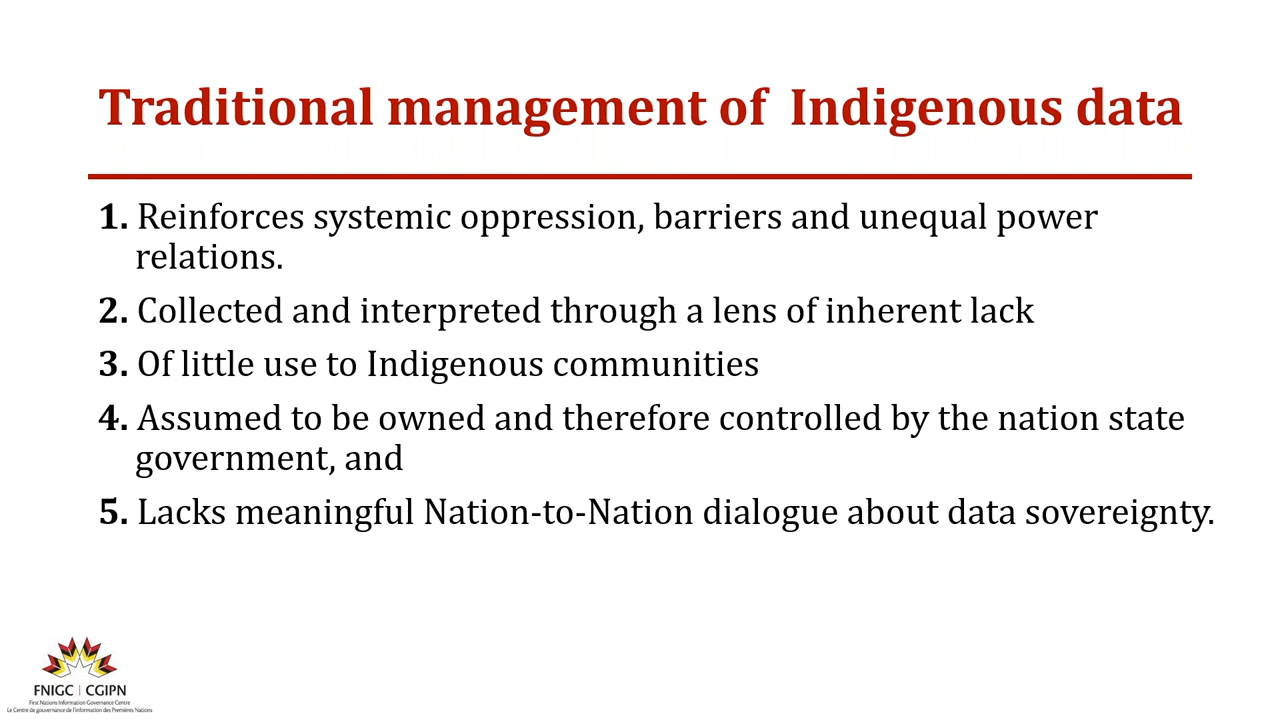 Traditional management of  Indigenous data
1. Reinforces systemic oppression, barriers and unequal power
relations.
2. Collected and interpreted through a lens of inherent lack
3. Of little use to Indigenous communities
4. Assumed to be owned and therefore controlled by the nation state
government, and
5. Lacks meaningful Nation-to-Nation dialogue about data sovereignty.
FNIGC | CGIPN
First Nations Information Governance Centre
Le Centre de gouvernance de l'information des Premières Nations